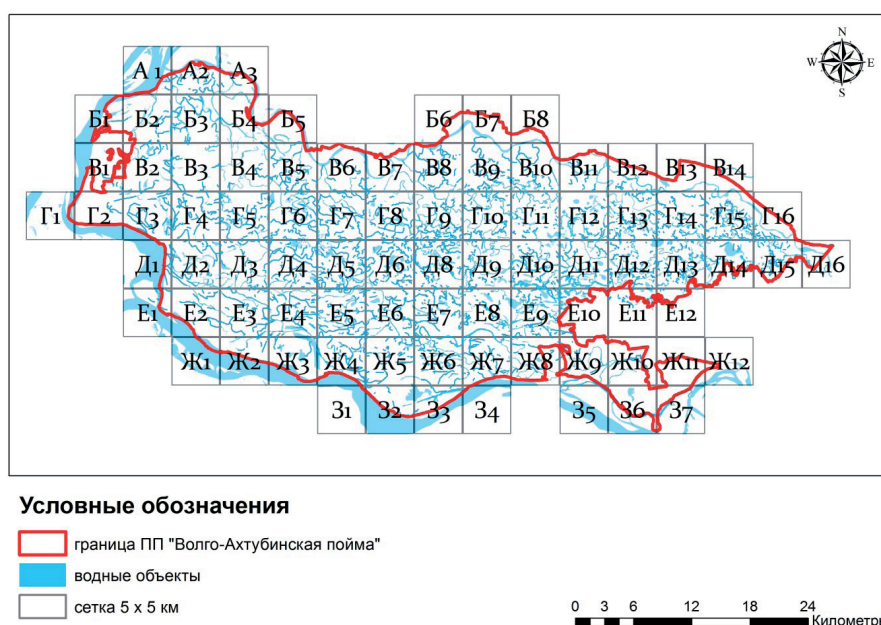 N
W E
S
А 1 А2 А3
Б1 Б2 Б3 Б4 Б5 Б6 Б7 Б8
В1 В2 В3 В4 В5 В6 В7 В8 В9 В10 В11 В12 В13 В14
Г1 Г2 Г3 Г4 Г5 Г6 Г7 Г8 Г9 Г10 Г11 Г12 Г13 Г14 Г15 Г16
Д1 Д2 Д3 Д4 Д5 Д6 Д8 Д9 Д10 Д11 Д12 Д13 Д14 Д15 Д16
Е1 Е2 Е3 Е4 Е5 Е6 Е7 Е8 Е9 Е10 Е11 Е12
Ж1 Ж2 Ж3 Ж4 Ж5 Ж6 Ж7 Ж8 Ж9 Ж10 Ж11 Ж12
З1 З2 З3 З4 З5 З6 З7
Условные обозначения
граница ПП "Волго-Ахтубинская пойма"
водные объекты
сетка 5 х 5 км
0 3 6 12 18 24
Километры